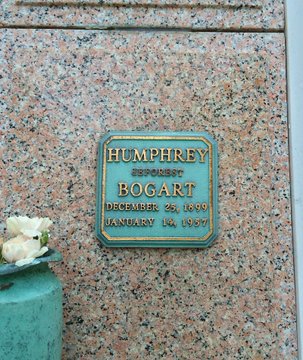 HUMPHREY
DEFOREST
BOGART
DECEMBER 25, 1899
JANUARY 14, 1957